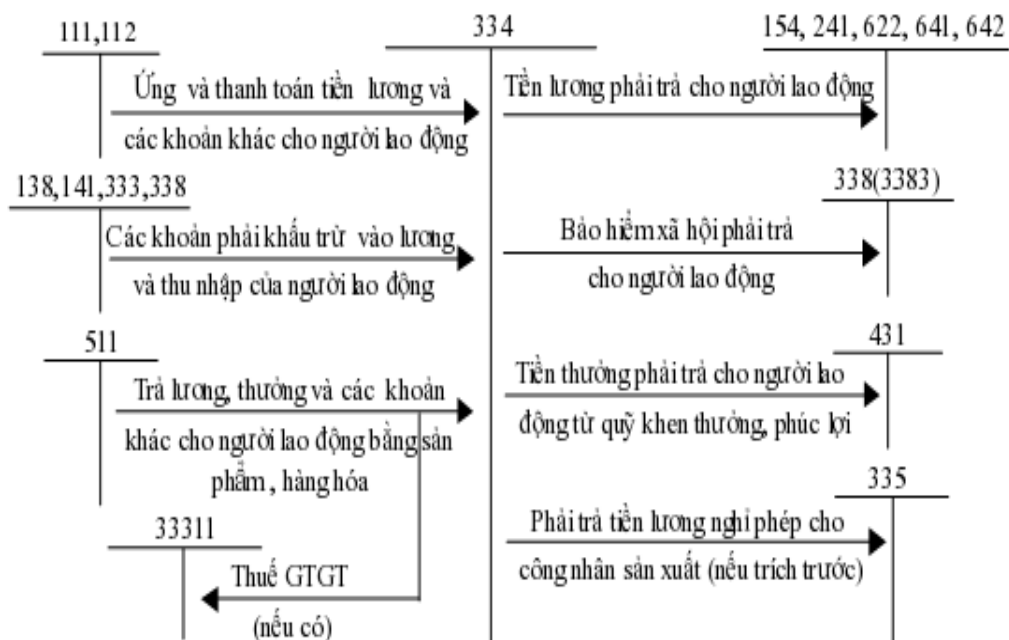 111,112
334
154, 241, 622, 641, 642
Ứng và thanh toán tiền lương và
các khoản khác cho người lao động
Tiền lương phải trả cho người lao động
138,141,333,338
338(3383)
Các khoản phải khấu trừ vào lương
và thu nhập của người lao động
Bảo hiểm xã hội phải trả
cho người lao động
511
431
Trả lương, thưởng và các khoản
khác cho người lao động bằng sản
phẩm , hàng hóa
Tiền thưởng phải trả cho người lao
động từ quỹ khen thưởng, phúc lợi
335
33311
Phải trả tiền lương nghỉ phép cho
công nhân sản xuất (nếu trích trước)
Thuế GTGT
(nếu có)